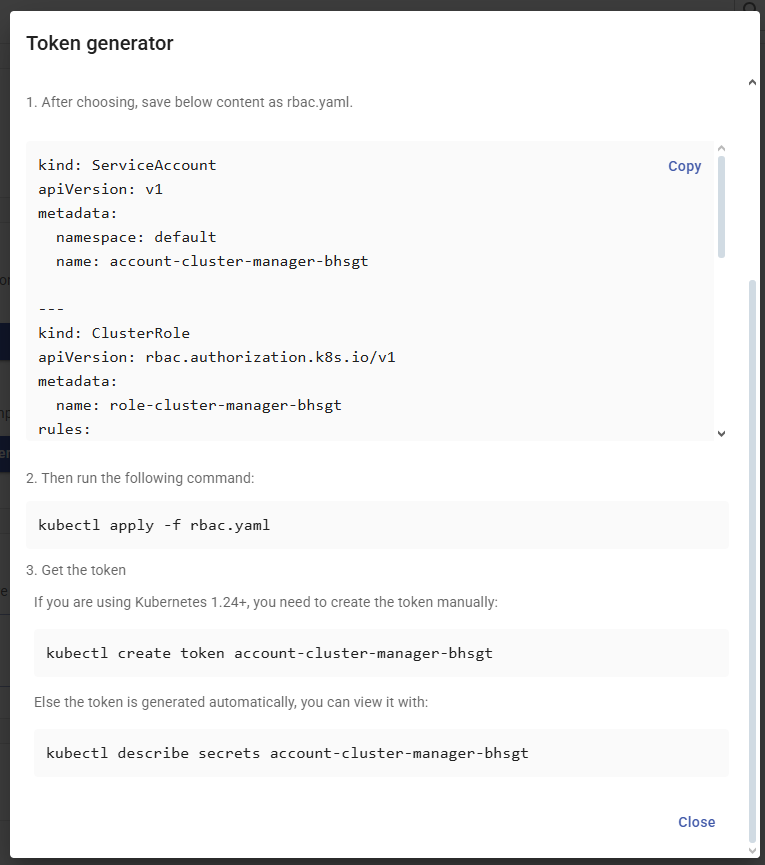 Token generator
1. After choosing, save below content as rbac.yaml.
Copy
kind: ServiceAccount
apiVersion: v1
metadata:
  namespace: default
  name: account-cluster-manager-bhsgt
---
kind: ClusterRole
apiVersion: rbac.authorization.k8s.io/v1
metadata:
  name: role-cluster-manager-bhsgt
rules:
2. Then run the following command:
kubectl apply -f rbac.yaml
3. Get the token
If you are using Kubernetes 1.24+, you need to create the token manually:
kubectl create token account-cluster-manager-bhsgt
Else the token is generated automatically, you can view it with:
kubectl describe secrets account-cluster-manager-bhsgt
Close